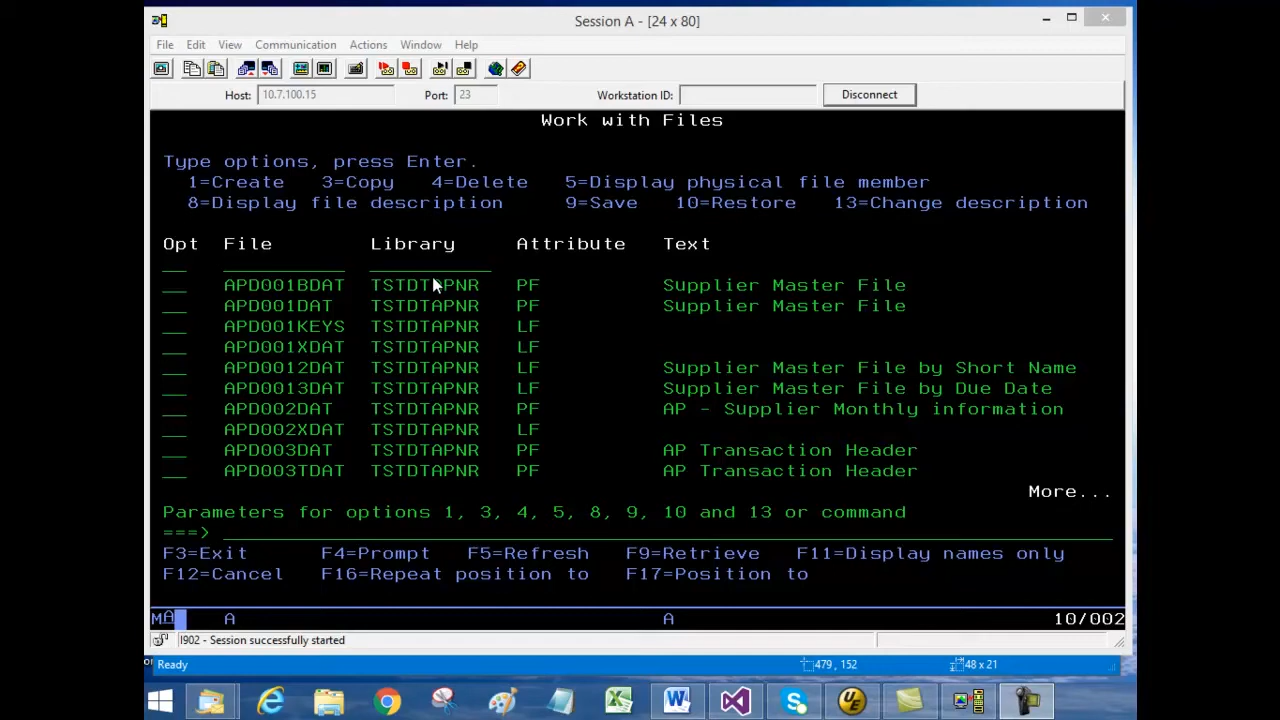 Session A - [24 x 80]
File Edit View Communication Actions Window Help
Host: 10.7.100.15 Port: 23 Workstation ID: Disconnect
Work with Files
Type options, press Enter.
1=Create 3=Copy 4=Delete 5=Display physical file member
8=Display file description 9=Save 10=Restore 13=Change description
Opt File Library Attribute Text
APD001BDAT TSTDTAPNR PF Supplier Master File
APD001DAT TSTDTAPNR PF Supplier Master File
APD001KEYS TSTDTAPNR LF
APD001XDAT TSTDTAPNR LF
APD0012DAT TSTDTAPNR LF Supplier Master File by Short Name
APD0013DAT TSTDTAPNR LF Supplier Master File by Due Date
APD002DAT TSTDTAPNR PF AP - Supplier Monthly information
APD002XDAT TSTDTAPNR LF
APD003DAT TSTDTAPNR PF AP Transaction Header
APD003TDAT TSTDTAPNR PF AP Transaction Header
More...
Parameters for options 1, 3, 4, 5, 8, 9, 10 and 13 or command
===>
F3=Exit F4=Prompt F5=Refresh F9=Retrieve F11=Display names only
F12=Cancel F16=Repeat position to F17=Position to
MA A A 10/002
I902 - Session successfully started
Ready 479 , 152 48 x 21